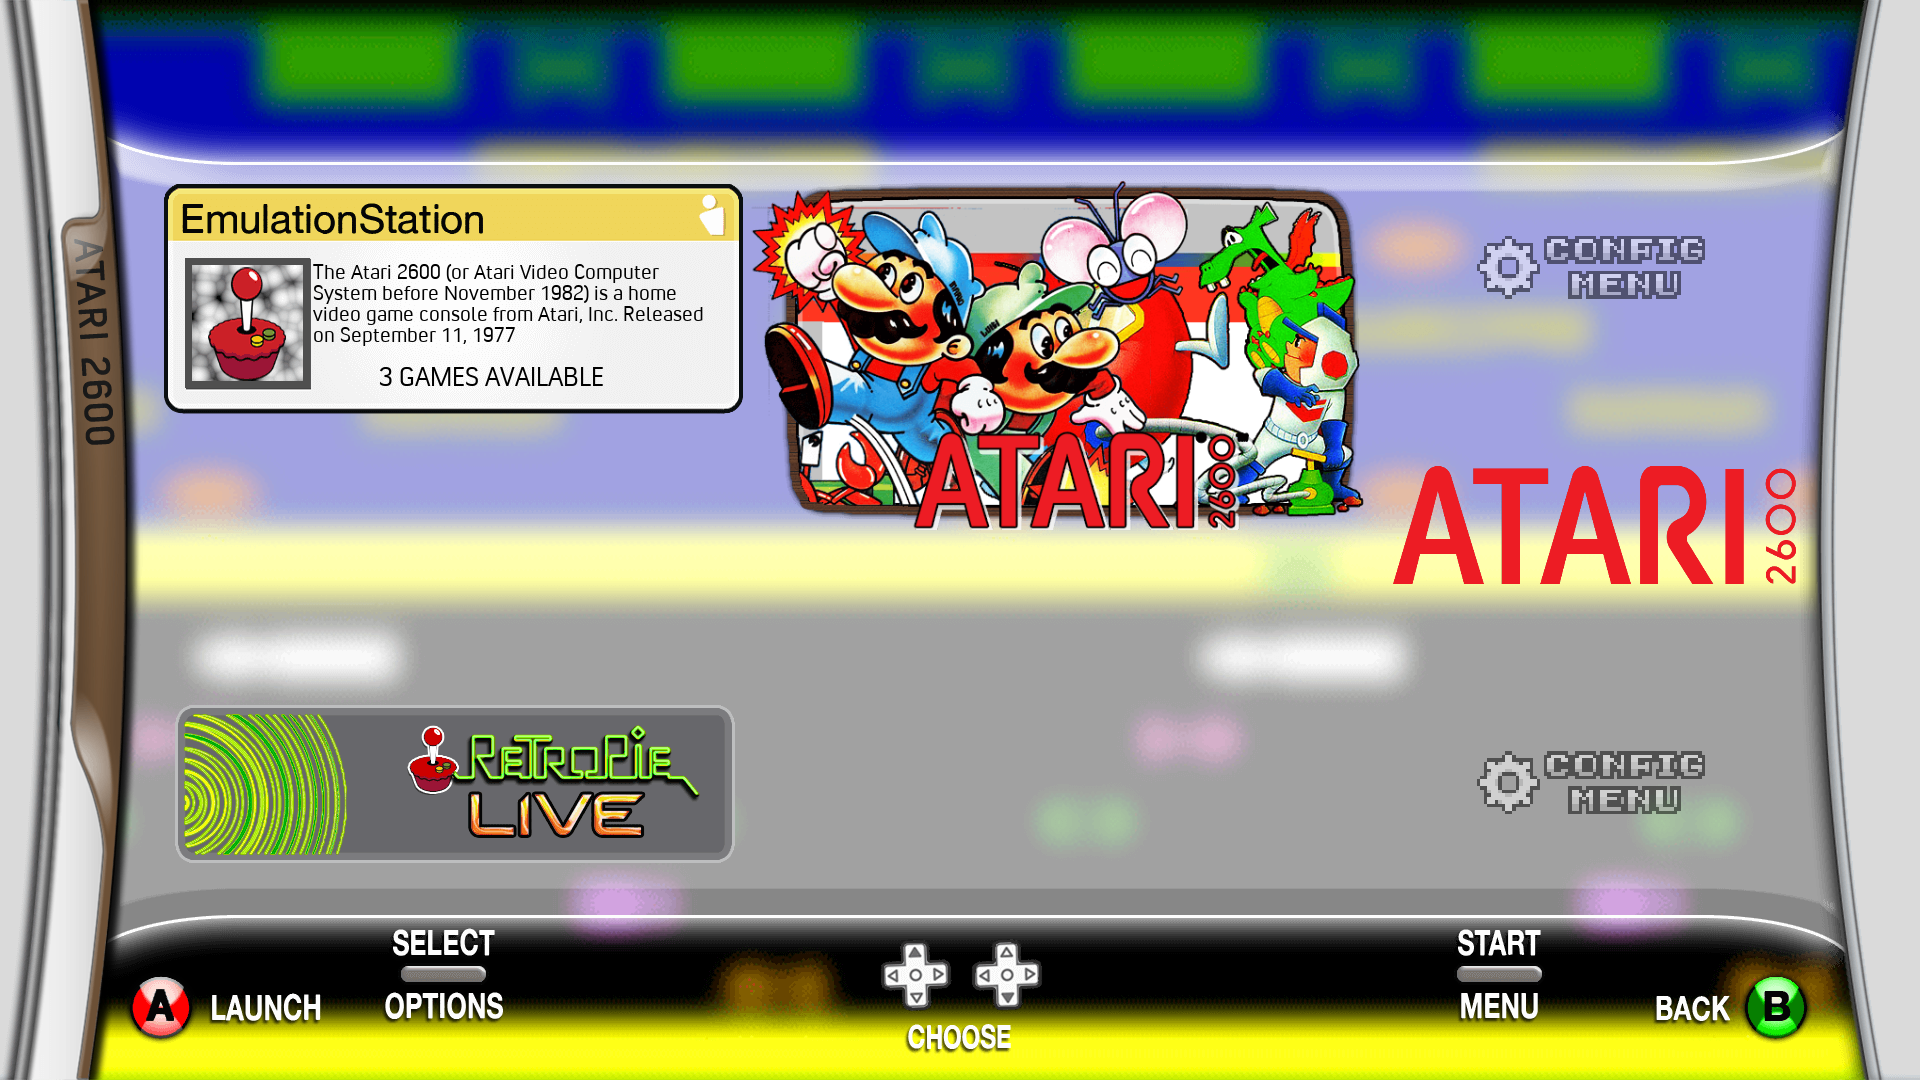 ATARI 2600
EmulationStation
The Atari 2600 (or Atari Video Computer
System before November 1982) is a home
video game console from Atari, Inc. Released
on September 11, 1977
3 GAMES AVAILABLE
LUIGI
ATARI 2600
CONFIG
MENU
ATARI 2600
RETROPIE
LIVE
CONFIG
MENU
A LAUNCH
SELECT
OPTIONS
CHOOSE
START
MENU
BACK B